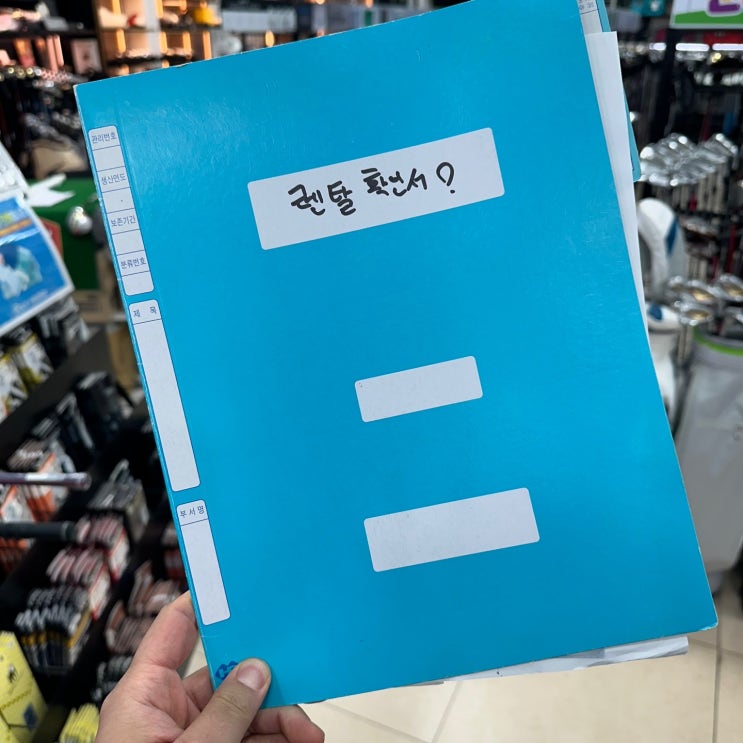 렌탈 확인서?
관리번호
생산년도
보존기간
분류번호
제 목
부서명